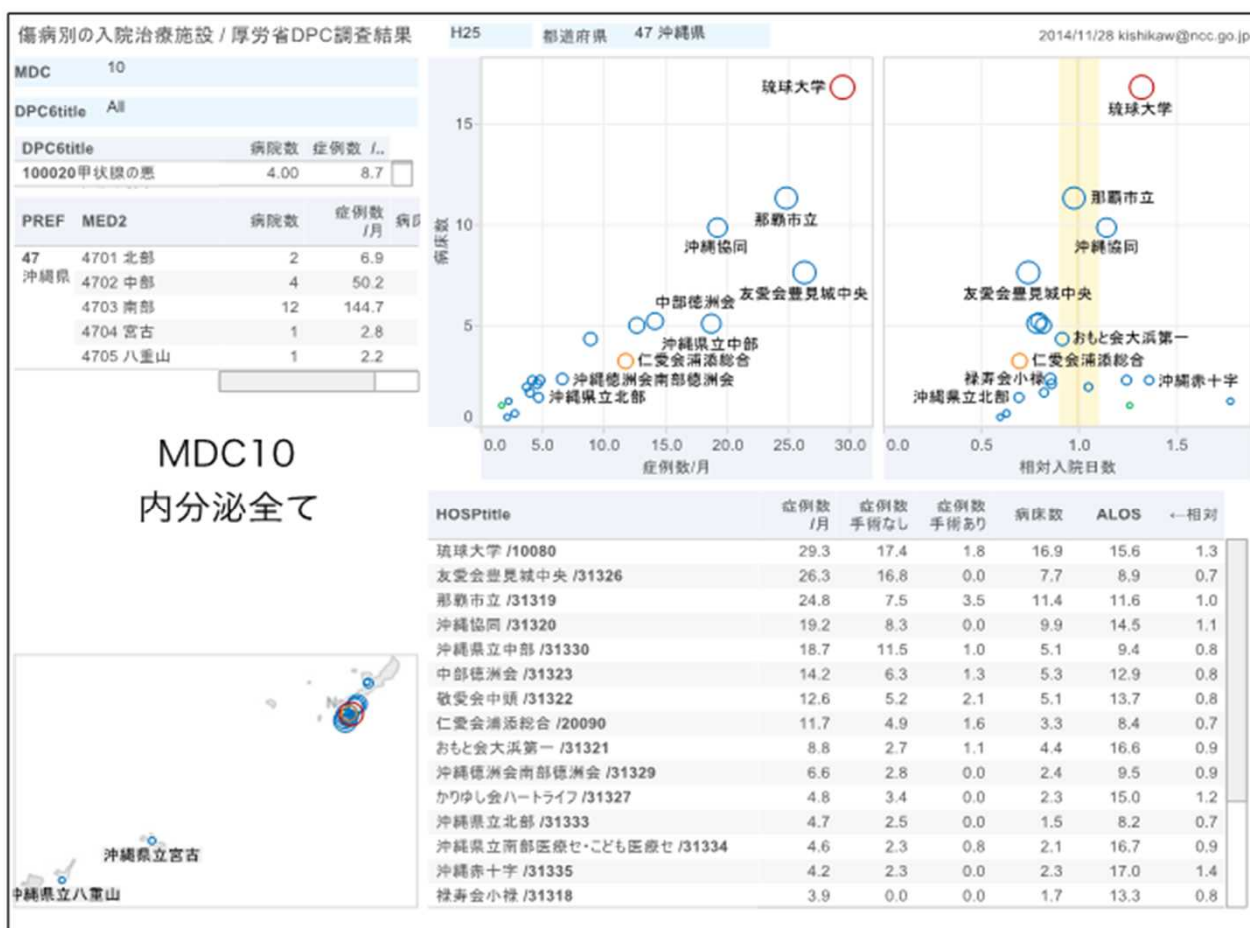 傷病別の入院治療施設 / 厚労省DPC調査結果
H25
都道府県 47 沖縄県
2014/11/28 kishikaw@ncc.go.jp
MDC 10
DPC6title All
DPC6title 病院数 症例数 /..
100020甲状腺の悪 4.00 8.7
PREF MED2 病院数 症例数/月
47 沖縄県
4701 北部 2 6.9
4702 中部 4 50.2
4703 南部 12 144.7
4704 宮古 1 2.8
4705 八重山 1 2.2
MDC10
内分泌全て
沖縄県立宮古
沖縄県立八重山
病床数
15
10
5
0
琉球大学
那覇市立
沖縄協同
友愛会豊見城中央
中部徳洲会
沖縄県立中部
仁愛会浦添総合
沖縄徳洲会南部徳洲会
沖縄県立北部
0.0 5.0 10.0 15.0 20.0 25.0 30.0
症例数/月
琉球大学
那覇市立
沖縄協同
友愛会豊見城中央
おもと会大浜第一
仁愛会浦添総合
禄寿会小禄
沖縄赤十字
沖縄県立北部
0.0 0.5 1.0 1.5
相対入院日数
HOSPtitle 症例数/月 症例数手術なし 症例数手術あり 病床数 ALOS ←相対
琉球大学 /10080 29.3 17.4 1.8 16.9 15.6 1.3
友愛会豊見城中央 /31326 26.3 16.8 0.0 7.7 8.9 0.7
那覇市立 /31319 24.8 7.5 3.5 11.4 11.6 1.0
沖縄協同 /31320 19.2 8.3 0.0 9.9 14.5 1.1
沖縄県立中部 /31330 18.7 11.5 1.0 5.1 9.4 0.8
中部徳洲会 /31323 14.2 6.3 1.3 5.3 12.9 0.8
敬愛会中頭 /31322 12.6 5.2 2.1 5.1 13.7 0.8
仁愛会浦添総合 /20090 11.7 4.9 1.6 3.3 8.4 0.7
おもと会大浜第一 /31321 8.8 2.7 1.1 4.4 16.6 0.9
沖縄徳洲会南部徳洲会 /31329 6.6 2.8 0.0 2.4 9.5 0.9
かりゆし会ハートライフ /31327 4.8 3.4 0.0 2.3 15.0 1.2
沖縄県立北部 /31333 4.7 2.5 0.0 1.5 8.2 0.7
沖縄県立南部医療セ・こども医療セ /31334 4.6 2.3 0.8 2.1 16.7 0.9
沖縄赤十字 /31335 4.2 2.3 0.0 2.3 17.0 1.4
禄寿会小禄 /31318 3.9 0.0 0.0 1.7 13.3 0.8